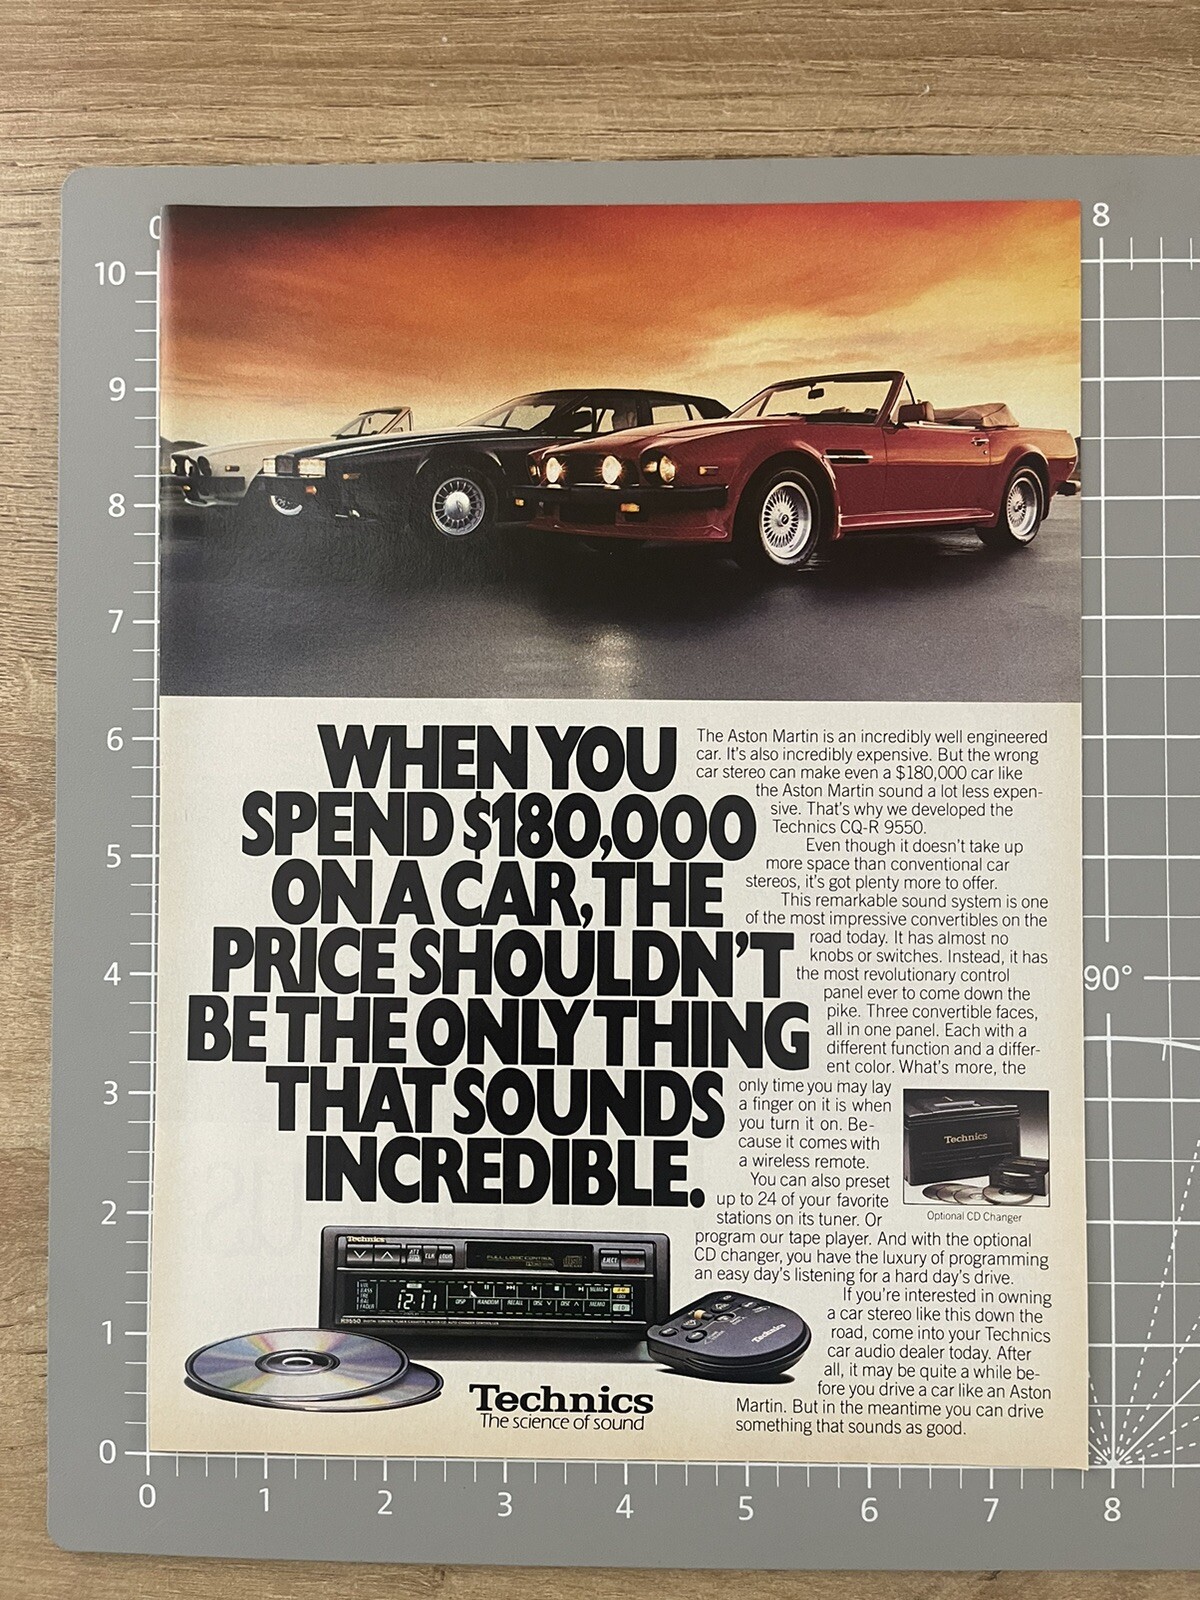 0
8
10
9
8
7
6
5
4
3
2
1
0
90°
WHEN YOU
SPEND $180,000
ON A CAR, THE
PRICE SHOULDN'T
BE THE ONLY THING
THAT SOUNDS
INCREDIBLE.
The Aston Martin is an incredibly well engineered
car. It's also incredibly expensive. But the wrong
car stereo can make even a $180,000 car like
the Aston Martin sound a lot less expen-
sive. That's why we developed the
Technics CQ-R 9550.
Even though it doesn't take up
more space than conventional car
stereos, it's got plenty more to offer.
This remarkable sound system is one
of the most impressive convertibles on the
road today. It has almost no
knobs or switches. Instead, it has
the most revolutionary control
panel ever to come down the
pike. Three convertible faces,
all in one panel. Each with a
different function and a differ-
ent color. What's more, the
only time you may lay
a finger on it is when
you turn it on. Be-
cause it comes with
a wireless remote.
You can also preset
up to 24 of your favorite
stations on its tuner. Or
program our tape player. And with the optional
CD changer, you have the luxury of programming
an easy day's listening for a hard day's drive.
If you're interested in owning
a car stereo like this down the
road, come into your Technics
car audio dealer today. After
all, it may be quite a while be-
fore you drive a car like an Aston
Martin. But in the meantime you can drive
something that sounds as good.
Technics
Optional CD Changer
Technics
FULL LOGIC CONTROL
EJECT
12:11
DISP RANDOM RECALL DISC MEMO
R9550
Technics
Technics
The science of sound
0 1 2 3 4 5 6 7 8